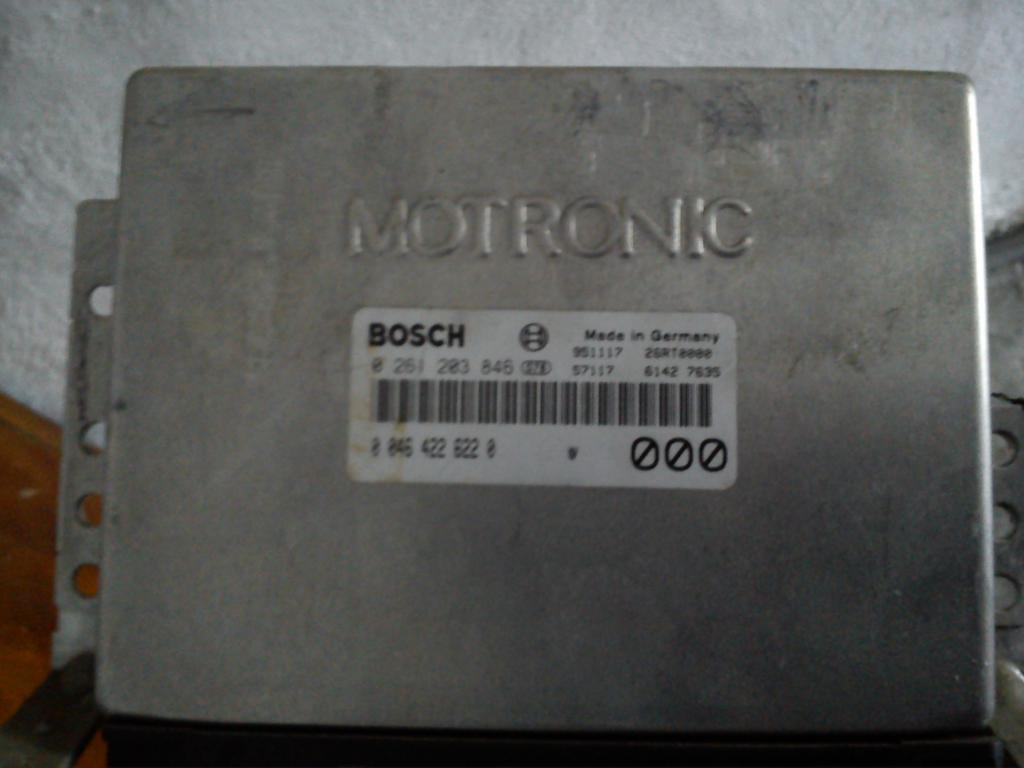 MOTRONIC
BOSCH Made in Germany
951117 26RT0000
0 261 203 846 57117 6142 7635
0 046 422 622 0 000